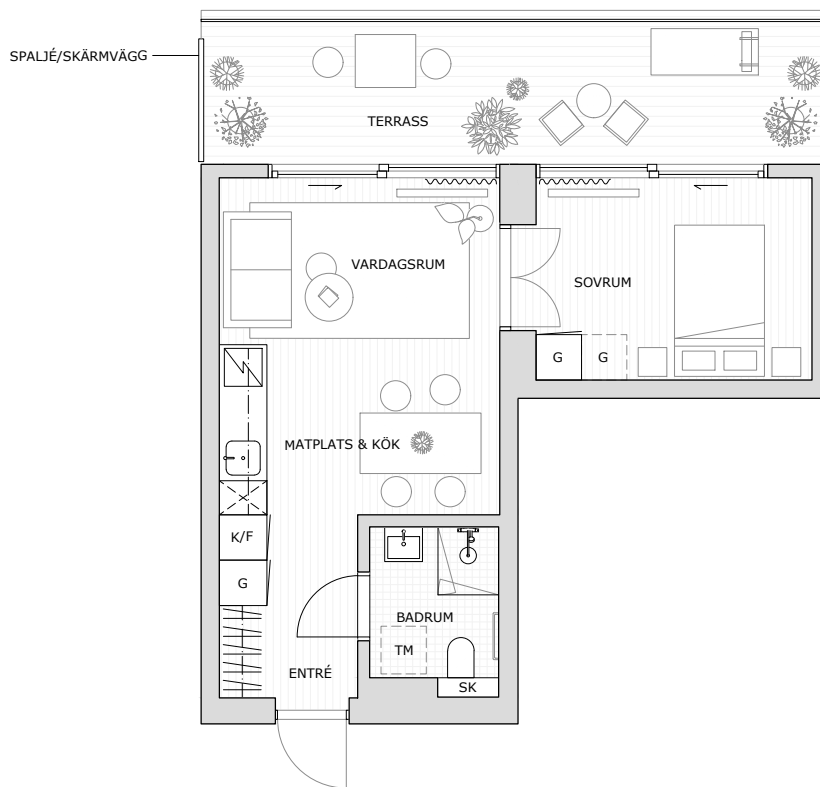 SPALJÉ/SKÄRMVÄGG
TERRASS
VARDAGSRUM
SOVRUM
G
G
MATPLATS & KÖK
K/F
G
BADRUM
TM
ENTRÉ
SK